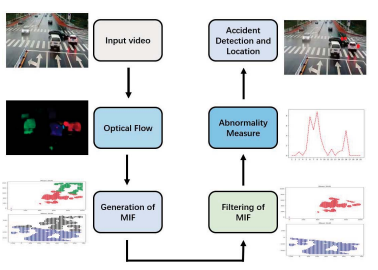 Input video
Optical Flow
Generation of
MIF
Filtering of
MIF
Abnormality
Measure
Accident
Detection and
Location